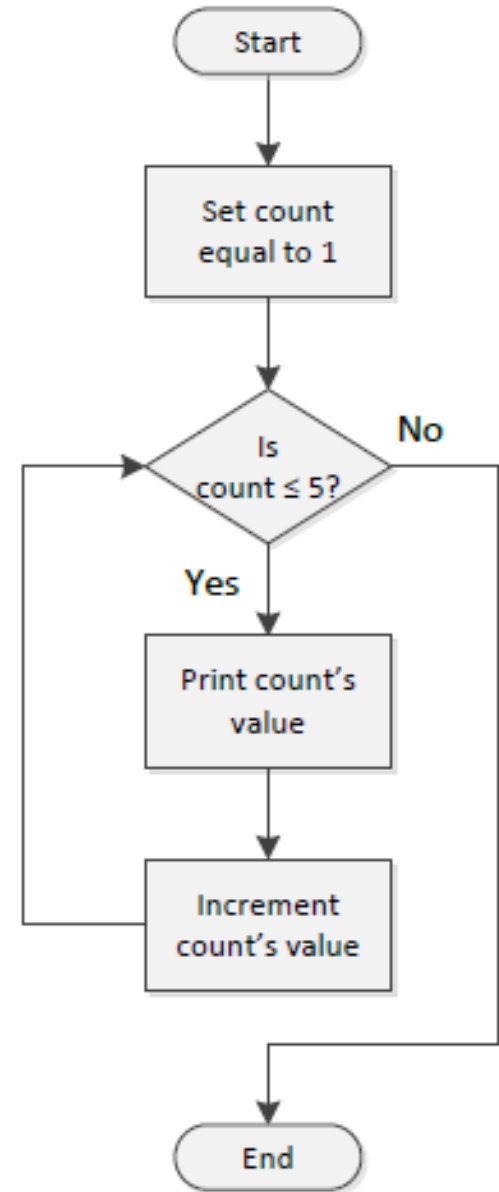 Start
Set count
equal to 1
Is
count ≤ 5?
No
Yes
Print count’s
value
Increment
count’s value
End